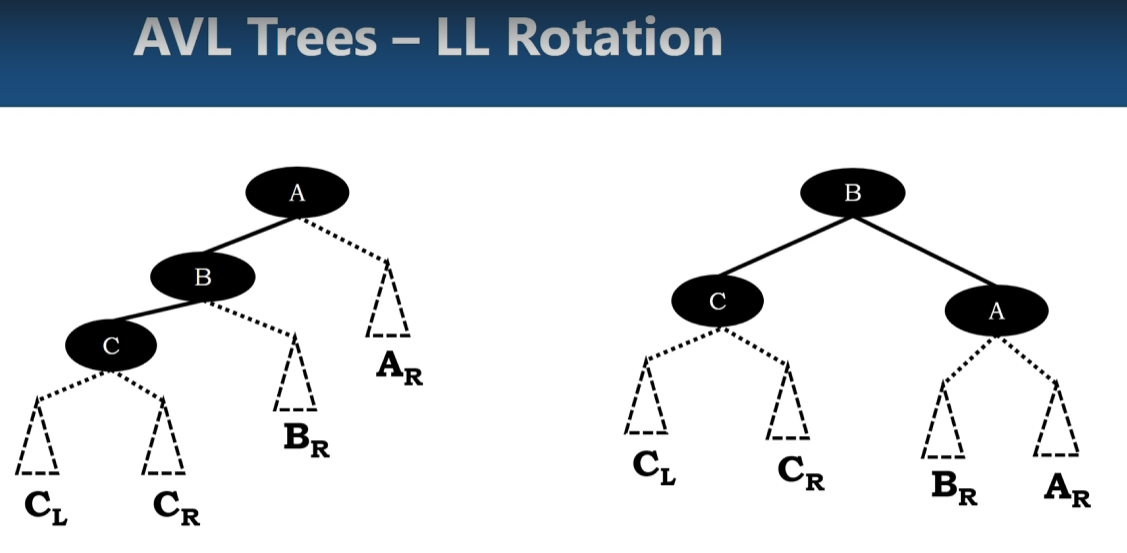 AVL Trees – LL Rotation
A
B
C
A_R
B_R
C_L
C_R
B
C
A
C_L
C_R
B_R
A_R